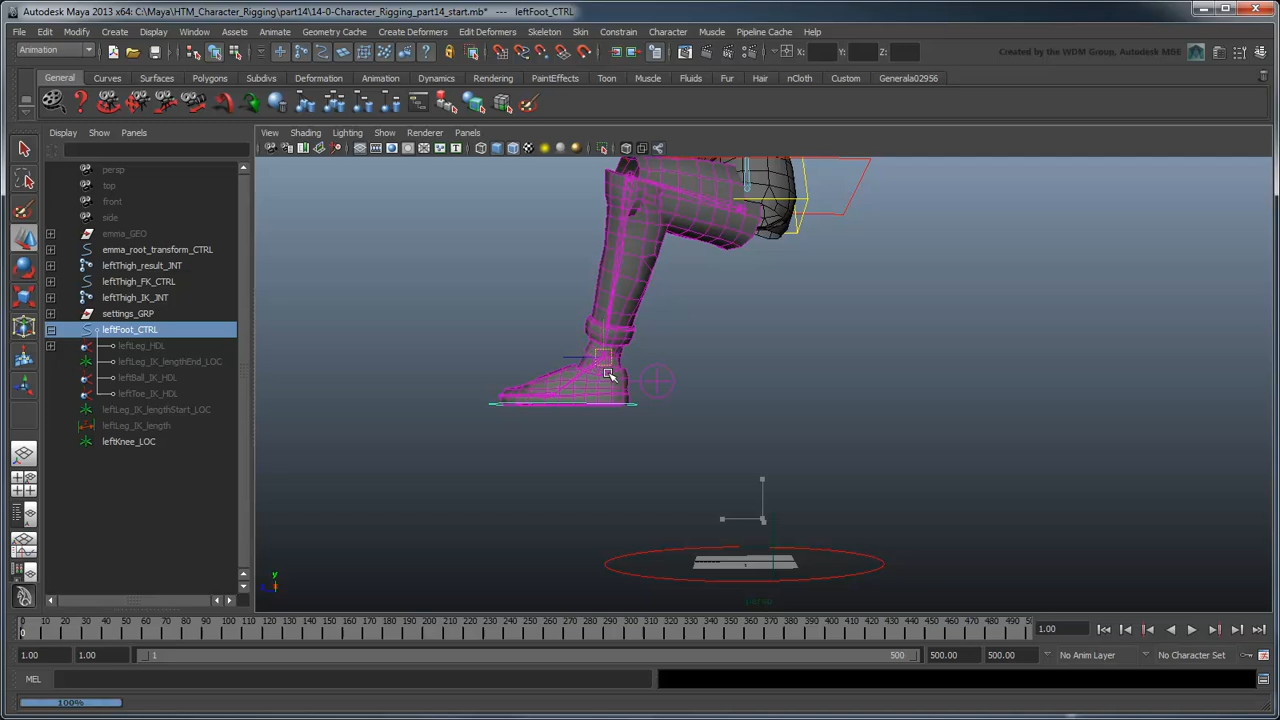 Autodesk Maya 2013 x64: C:\Maya\HTM_Character_Rigging\part14\14-0-Character_Rigging_part14_start.mb* --- leftFoot_CTRL
File Edit Modify Create Display Window Assets Animate Geometry Cache Create Deformers Edit Deformers Skeleton Skin Constrain Character Muscle Pipeline Cache Help
Animation X: Y: Z: Created by the WDM Group, Autodesk M&E
General Curves Surfaces Polygons Subdivs Deformation Animation Dynamics Rendering PaintEffects Toon Muscle Fluids Fur Hair nCloth Custom Generala02956
Display Show Panels
View Shading Lighting Show Renderer Panels
persp
top
front
side
emma_GEO
emma_root_transform_CTRL
leftThigh_result_JNT
leftThigh_FK_CTRL
leftThigh_IK_JNT
settings_GRP
leftFoot_CTRL
leftLeg_HDL
leftLeg_IK_lengthEnd_LOC
leftBall_IK_HDL
leftToe_IK_HDL
leftLeg_IK_lengthStart_LOC
leftLeg_IK_length
leftKnee_LOC
y
persp
0 10 20 30 40 50 60 70 80 90 100 110 120 130 140 150 160 170 180 190 200 210 220 230 240 250 260 270 280 290 300 310 320 330 340 350 360 370 380 390 400 410 420 430 440 450 460 470 480 490
0 1.00
1.00 1.00 1 500 500.00 500.00 No Anim Layer No Character Set
MEL
100%